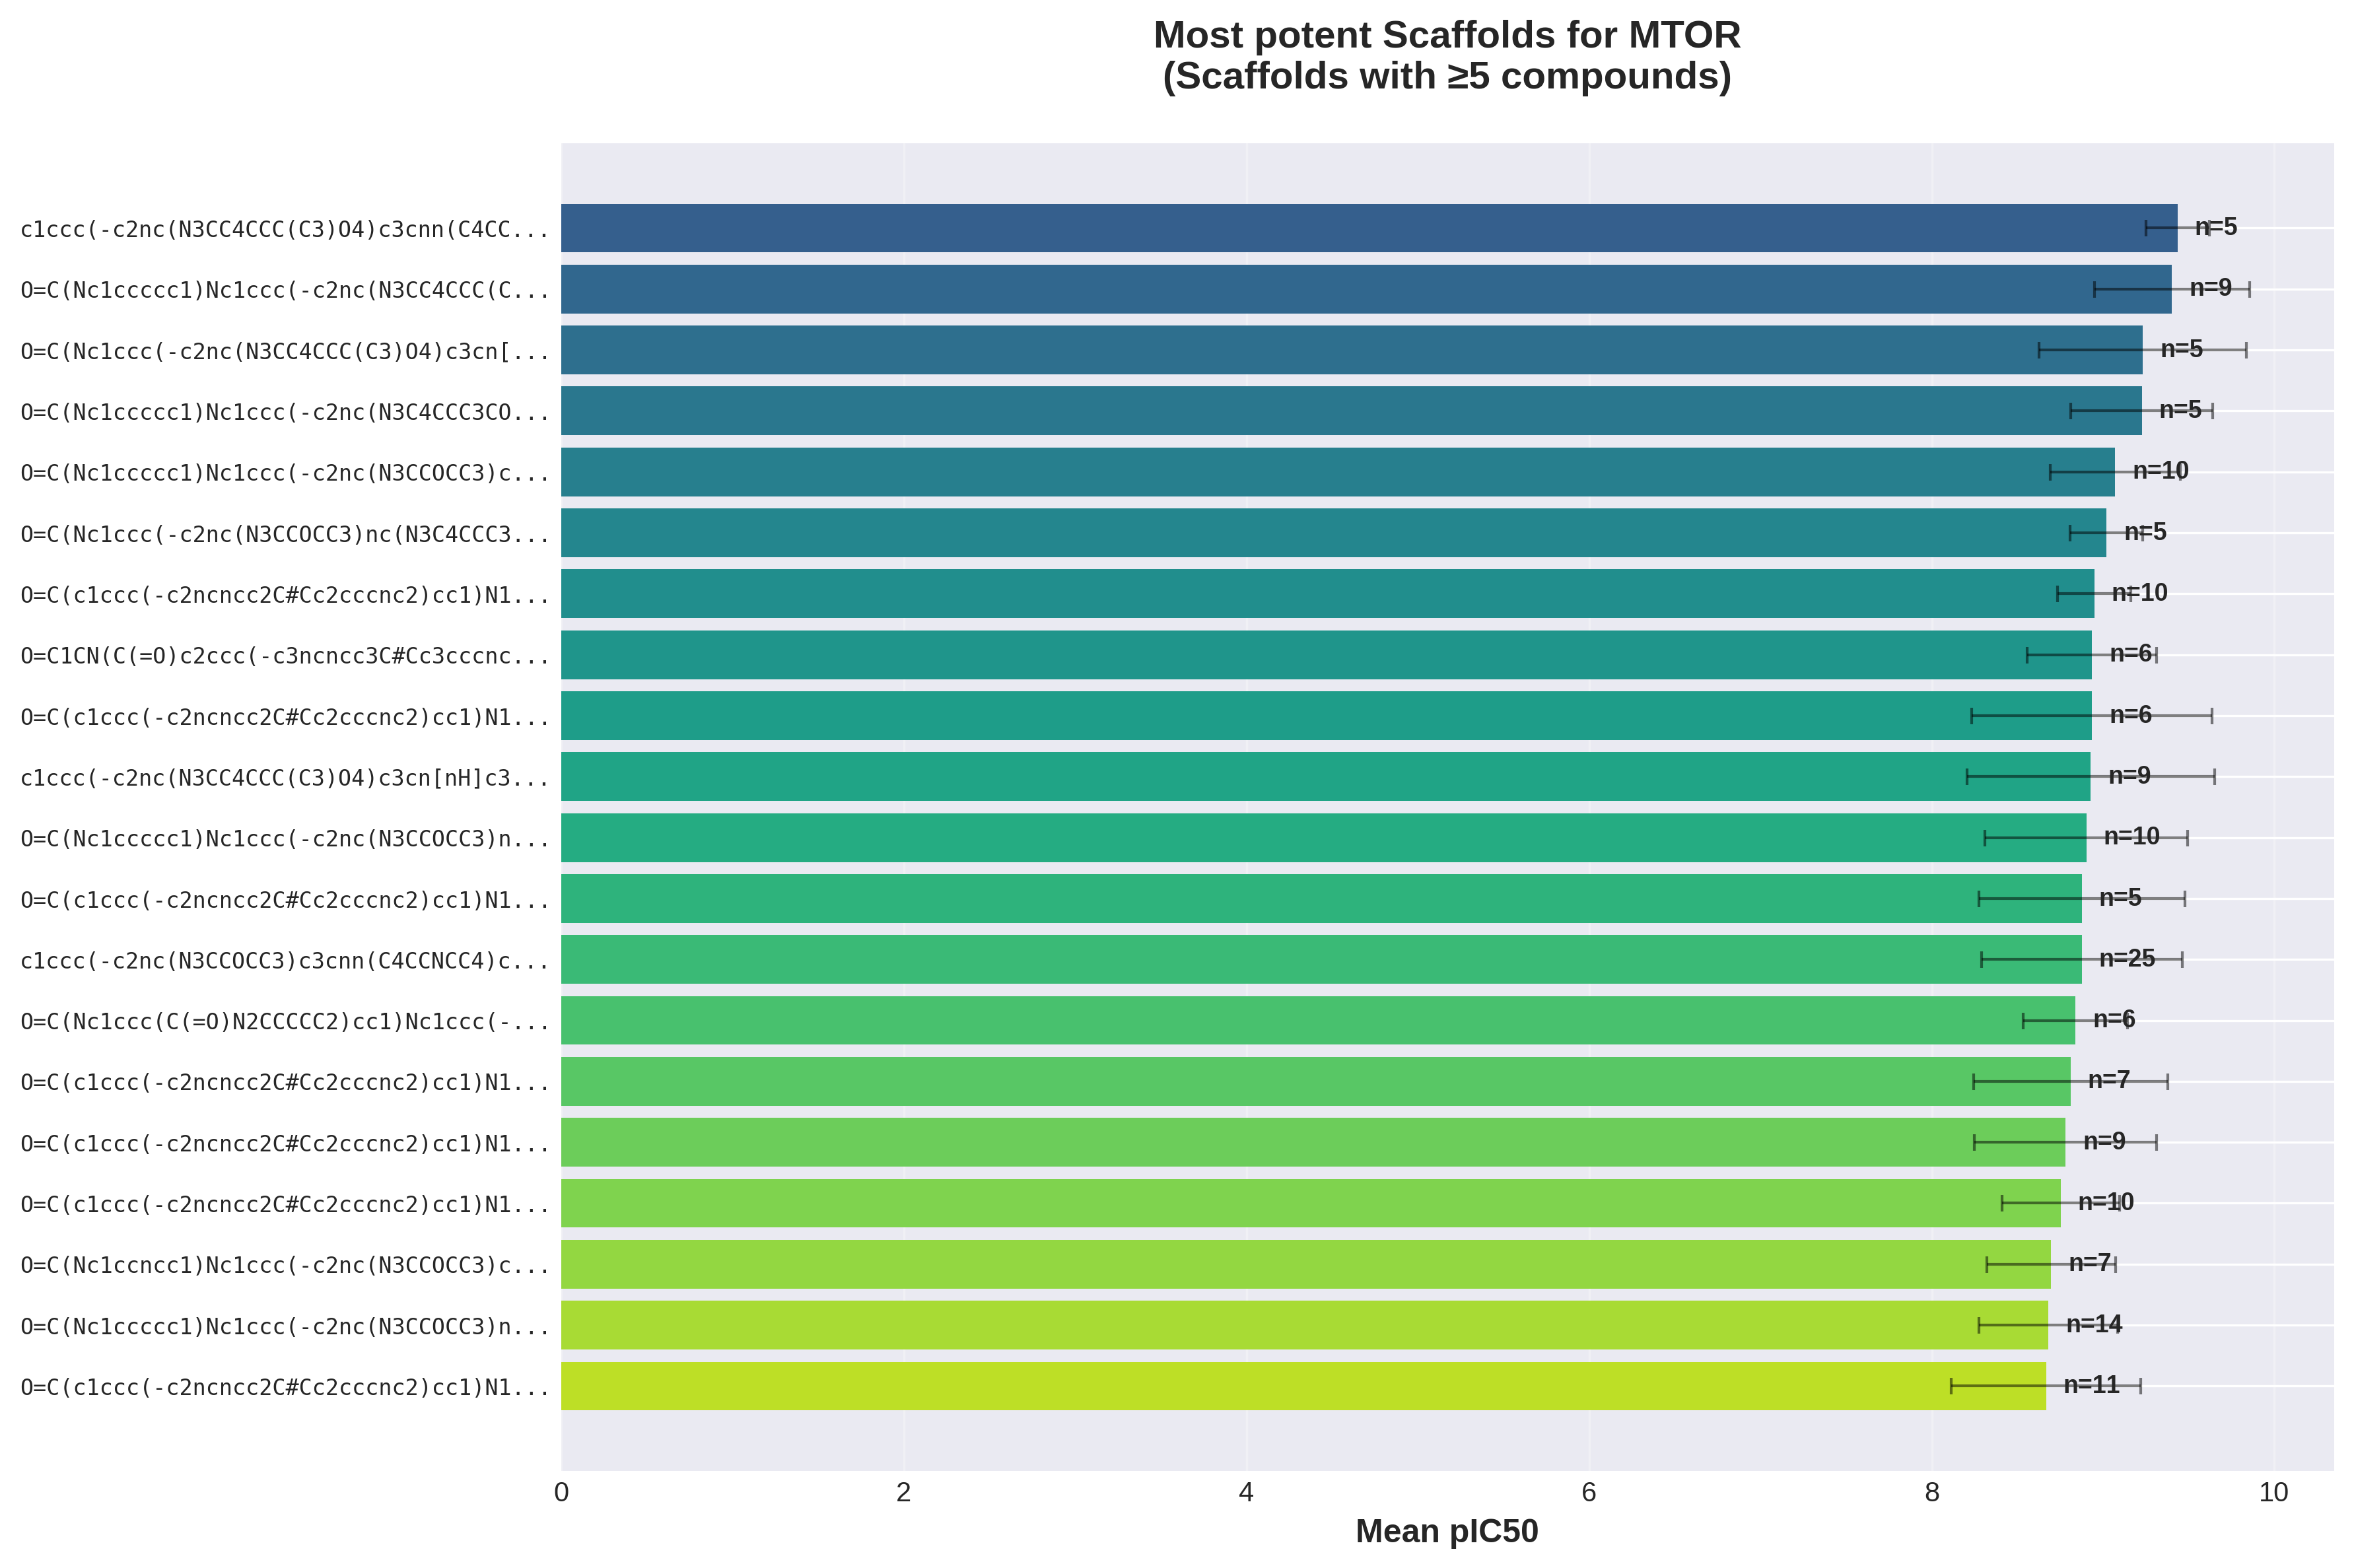 Most potent Scaffolds for MTOR
(Scaffolds with ≥5 compounds)
c1ccc(-c2nc(N3CC4CCC(C3)O4)c3cnn(C4CC... n=5
O=C(Nc1ccccc1)Nc1ccc(-c2nc(N3CC4CCC(C... n=9
O=C(Nc1ccc(-c2nc(N3CC4CCC(C3)O4)c3cn[... n=5
O=C(Nc1ccccc1)Nc1ccc(-c2nc(N3C4CCC3CO... n=5
O=C(Nc1ccccc1)Nc1ccc(-c2nc(N3CCOCC3)c... n=10
O=C(Nc1ccc(-c2nc(N3CCOCC3)nc(N3C4CCC3... n=5
O=C(c1ccc(-c2ncncc2C#Cc2cccnc2)cc1)N1... n=10
O=C1CN(C(=O)c2ccc(-c3ncncc3C#Cc3cccnc... n=6
O=C(c1ccc(-c2ncncc2C#Cc2cccnc2)cc1)N1... n=6
c1ccc(-c2nc(N3CC4CCC(C3)O4)c3cn[nH]c3... n=9
O=C(Nc1ccccc1)Nc1ccc(-c2nc(N3CCOCC3)n... n=10
O=C(c1ccc(-c2ncncc2C#Cc2cccnc2)cc1)N1... n=5
c1ccc(-c2nc(N3CCOCC3)c3cnn(C4CCNCC4)c... n=25
O=C(Nc1ccc(C(=O)N2CCCCC2)cc1)Nc1ccc(-... n=6
O=C(c1ccc(-c2ncncc2C#Cc2cccnc2)cc1)N1... n=7
O=C(c1ccc(-c2ncncc2C#Cc2cccnc2)cc1)N1... n=9
O=C(c1ccc(-c2ncncc2C#Cc2cccnc2)cc1)N1... n=10
O=C(Nc1ccncc1)Nc1ccc(-c2nc(N3CCOCC3)c... n=7
O=C(Nc1ccccc1)Nc1ccc(-c2nc(N3CCOCC3)n... n=14
O=C(c1ccc(-c2ncncc2C#Cc2cccnc2)cc1)N1... n=11
0 2 4 6 8 10
Mean pIC50